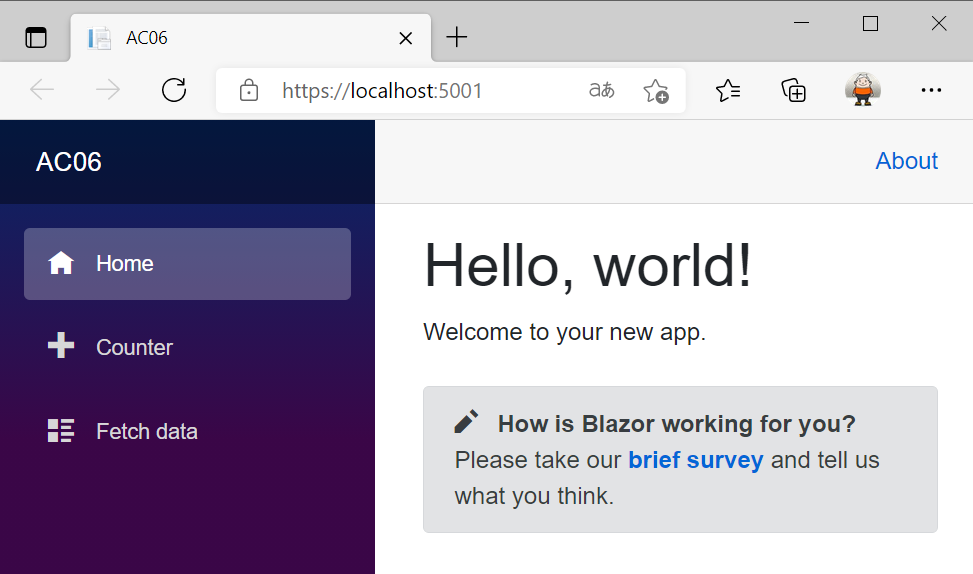 AC06
https://localhost:5001
aあ
AC06
About
Home
Counter
Fetch data
Hello, world!
Welcome to your new app.
How is Blazor working for you?
Please take our brief survey and tell us
what you think.